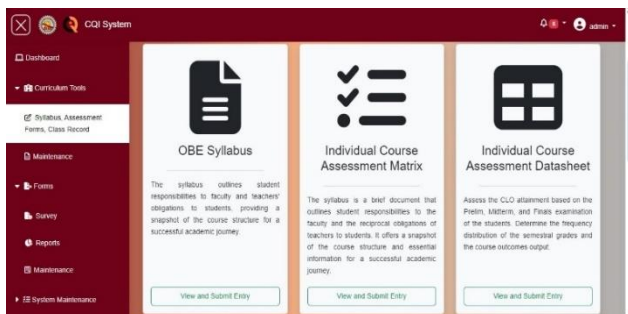 CQI System
admin
Dashboard
Curriculum Tools
Syllabus, Assessment
Forms, Class Record
Maintenance
Forms
Survey
Reports
Maintenance
System Maintenance
OBE Syllabus
The syllabus outlines student
responsibilities to faculty and teachers'
obligations to students, providing a
snapshot of the course structure for a
successful academic journey.
View and Submit Entry
Individual Course
Assessment Matrix
The syllabus is a brief document that
outlines student responsibilities to the
faculty and the reciprocal obligations of
teachers to students. It offers a snapshot
of the course structure and essential
information for a successful academic
journey.
View and Submit Entry
Individual Course
Assessment Datasheet
Assess the CLO attainment based on the
Prelim, Midterm, and Finals examination
of the students. Determine the frequency
distribution of the semestral grades and
the course outcomes output.
View and Submit Entry